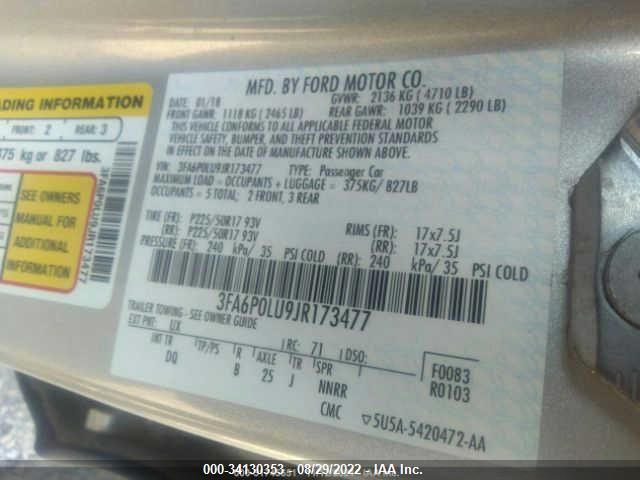 ADING INFORMATION
FRONT: 2 REAR: 3
375 kg or 827 lbs.
SEE OWNERS
MANUAL FOR
ADDITIONAL
INFORMATION
3FA6P0LU9JR173477
MFD. BY FORD MOTOR CO.
DATE: 01/18 GVWR: 2136 KG ( 4710 LB)
FRONT GAWR: 1118 KG ( 2465 LB) REAR GAWR: 1039 KG ( 2290 LB)
THIS VEHICLE CONFORMS TO ALL APPLICABLE FEDERAL MOTOR
VEHICLE SAFETY, BUMPER, AND THEFT PREVENTION STANDARDS
IN EFFECT ON THE DATE OF MANUFACTURE SHOWN ABOVE.
VIN: 3FA6P0LU9JR173477 TYPE: Passenger Car
MAXIMUM LOAD = OCCUPANTS + LUGGAGE = 375KG/ 827LB
OCCUPANTS = 5 TOTAL: 2 FRONT, 3 REAR
TIRE (FR): P225/50R17 93V RIMS (FR): 17x7.5J
(RR): P225/50R17 93V (RR): 17x7.5J
PRESSURE (FR): 240 kPa/ 35 PSI COLD (RR): 240 kPa/ 35 PSI COLD
3FA6P0LU9JR173477
TRAILER TOWING - SEE OWNER GUIDE
EXT PNT: UX RC: 71 DSO: F0083
INT TR TP/PS R AXLE TR SPR R0103
DQ B 25 J NNRR
CMC ▽5U5A-5420472-AA
000-34130353 - 08/29/2022 - IAA Inc.